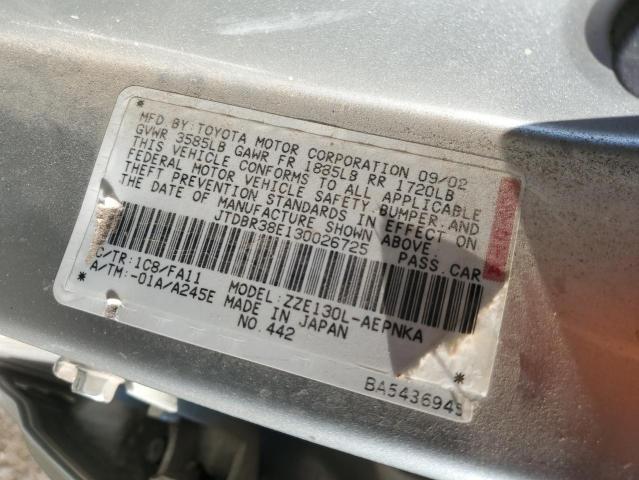 MFD BY: TOYOTA MOTOR CORPORATION 09/02
GVWR 3585LB GAWR FR 1885LB RR 1720LB
THIS VEHICLE CONFORMS TO ALL APPLICABLE
FEDERAL MOTOR VEHICLE SAFETY, BUMPER, AND
THEFT PREVENTION STANDARDS IN EFFECT ON
THE DATE OF MANUFACTURE SHOWN ABOVE.
JTDBR38E130026725 PASS.CAR
C/TR: 1C8/FA11 MODEL: ZZE130L-AEPNKA
A/TM: -01A/A245E MADE IN JAPAN
NO. 442
BA543694